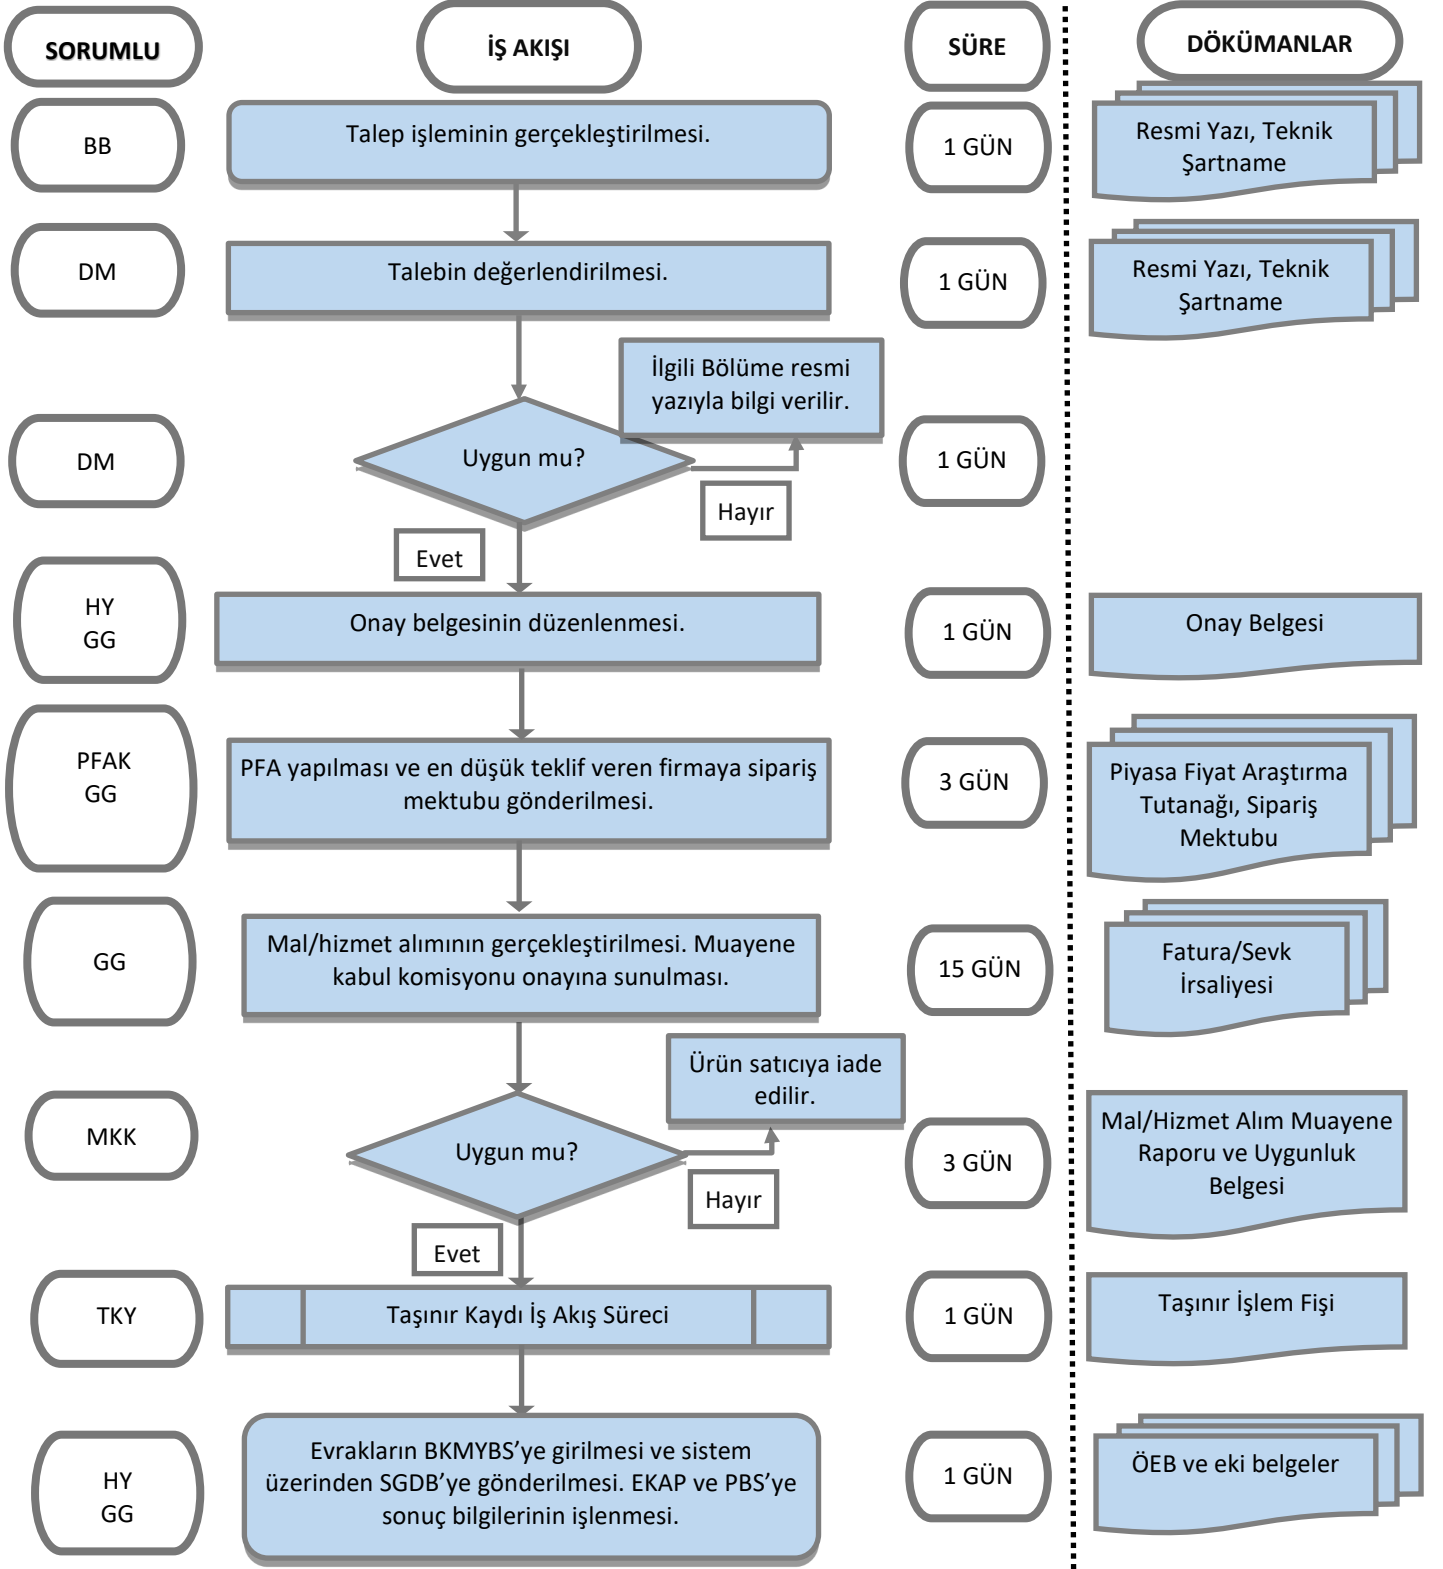 SORUMLU
İŞ AKIŞI
SÜRE
DÖKÜMANLAR
BB
Talep işleminin gerçekleştirilmesi.
1 GÜN
Resmi Yazı, Teknik
Şartname
DM
Talebin değerlendirilmesi.
1 GÜN
Resmi Yazı, Teknik
Şartname
İlgili Bölüme resmi
yazıyla bilgi verilir.
DM
Uygun mu?
1 GÜN
Hayır
Evet
HY
GG
Onay belgesinin düzenlenmesi.
1 GÜN
Onay Belgesi
PFAK
GG
PFA yapılması ve en düşük teklif veren firmaya sipariş
mektubu gönderilmesi.
3 GÜN
Piyasa Fiyat Araştırma
Tutanağı, Sipariş
Mektubu
GG
Mal/hizmet alımının gerçekleştirilmesi. Muayene
kabul komisyonu onayına sunulması.
15 GÜN
Fatura/Sevk
İrsaliyesi
Ürün satıcıya iade
edilir.
MKK
Uygun mu?
3 GÜN
Mal/Hizmet Alım Muayene
Raporu ve Uygunluk
Belgesi
Hayır
Evet
TKY
Taşınır Kaydı İş Akış Süreci
1 GÜN
Taşınır İşlem Fişi
HY
GG
Evrakların BKMYBS’ye girilmesi ve sistem
üzerinden SGDB’ye gönderilmesi. EKAP ve PBS’ye
sonuç bilgilerinin işlenmesi.
1 GÜN
ÖEB ve eki belgeler